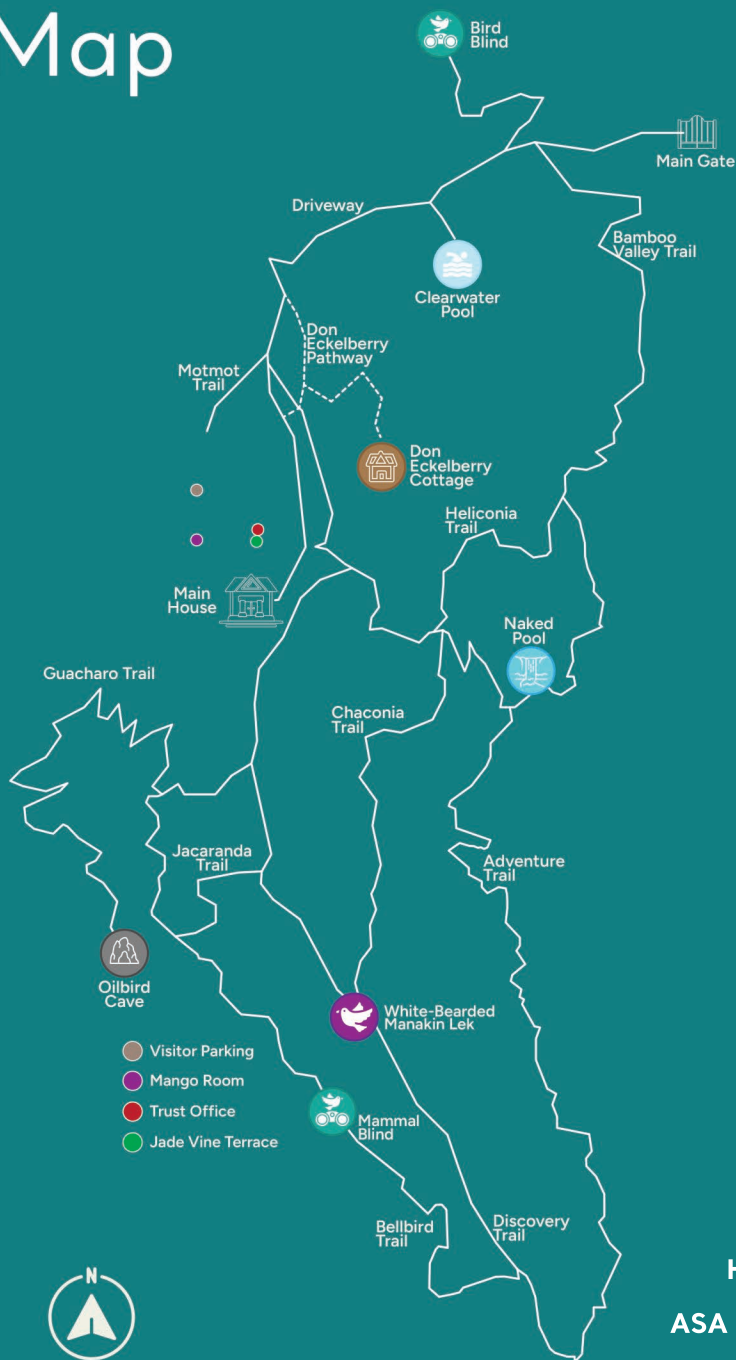 Map
Bird
Blind
Main Gate
Driveway
Bamboo
Valley Trail
Clearwater
Pool
Don
Eckelberry
Pathway
Motmot
Trail
Don
Eckelberry
Cottage
Heliconia
Trail
Main
House
Naked
Pool
Guacharo Trail
Chaconia
Trail
Jacaranda
Trail
Adventure
Trail
Oilbird
Cave
White-Bearded
Manakin Lek
Visitor Parking
Mango Room
Trust Office
Jade Vine Terrace
Mammal
Blind
Bellbird
Trail
Discovery
Trail
N
H
ASA